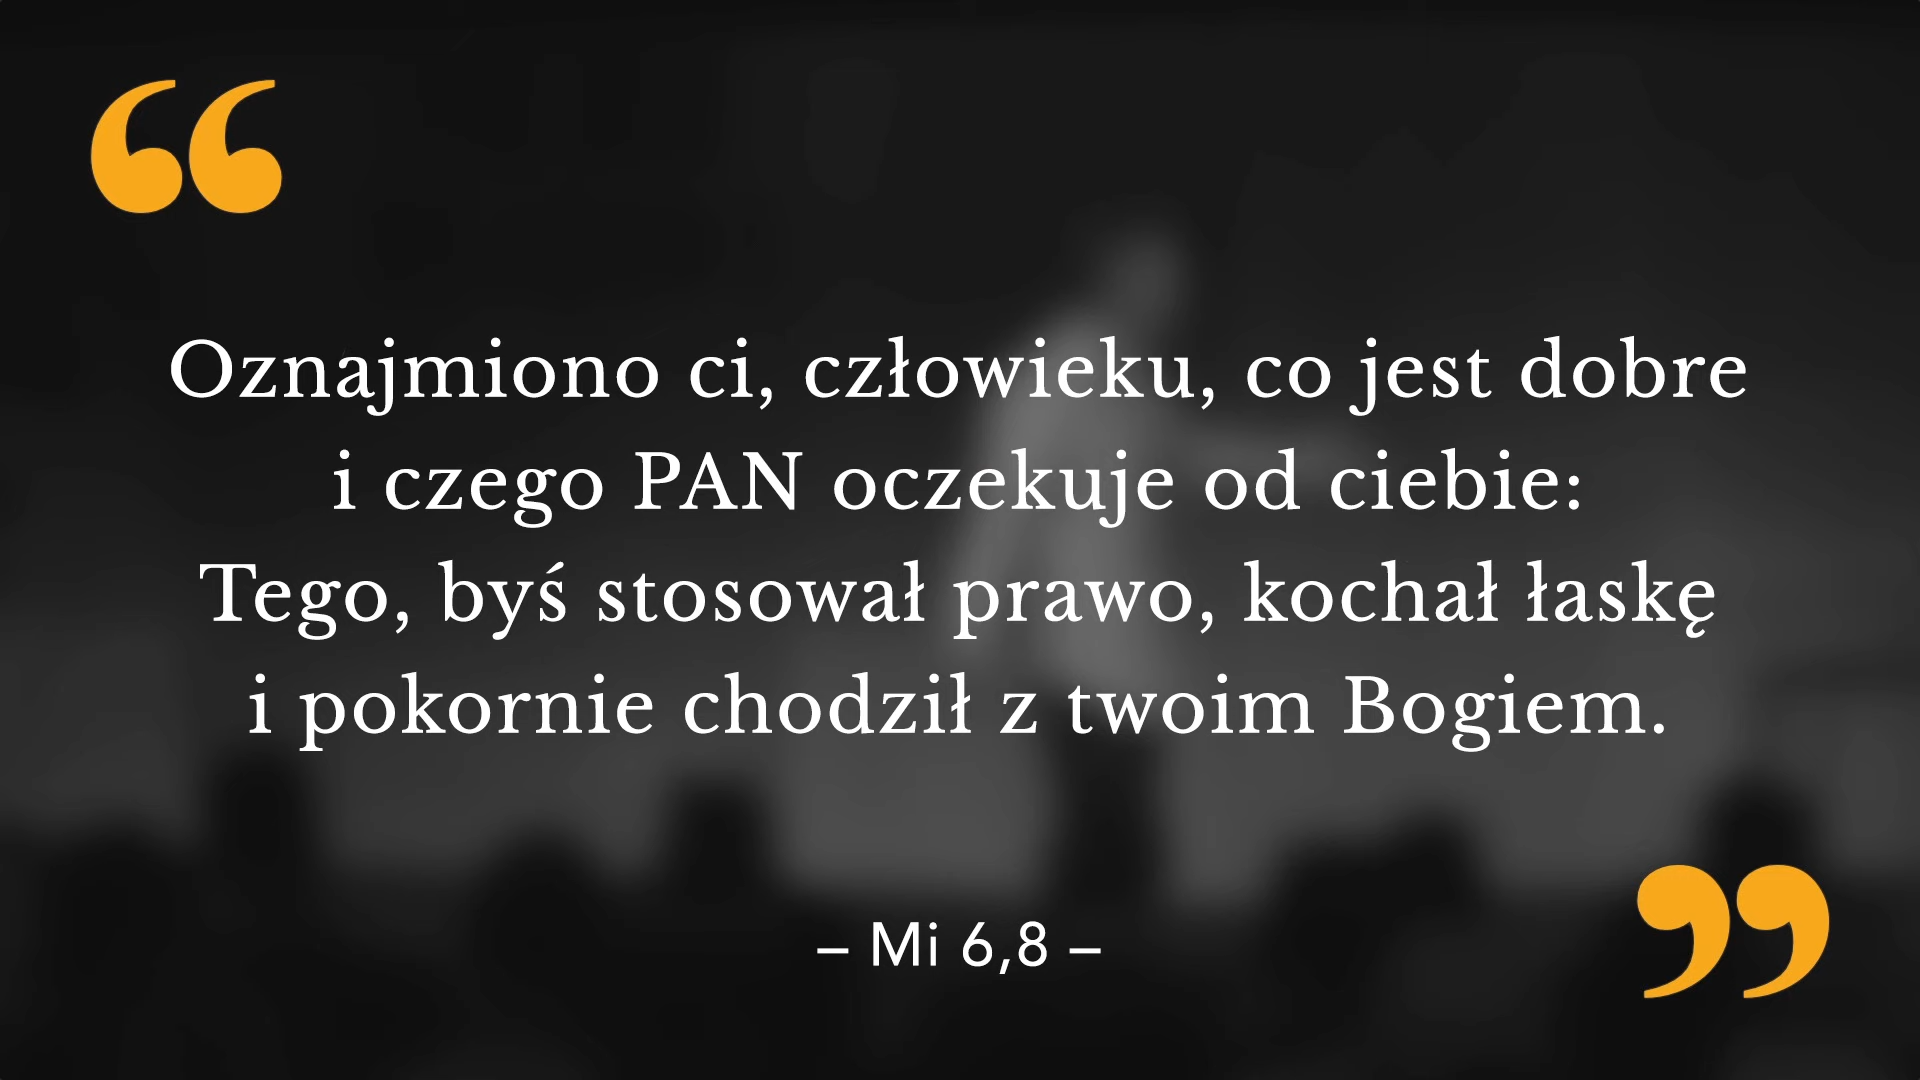 “
Oznajmiono ci, człowieku, co jest dobre
i czego PAN oczekuje od ciebie:
Tego, byś stosował prawo, kochał łaskę
i pokornie chodził z twoim Bogiem.
– Mi 6,8 –
”